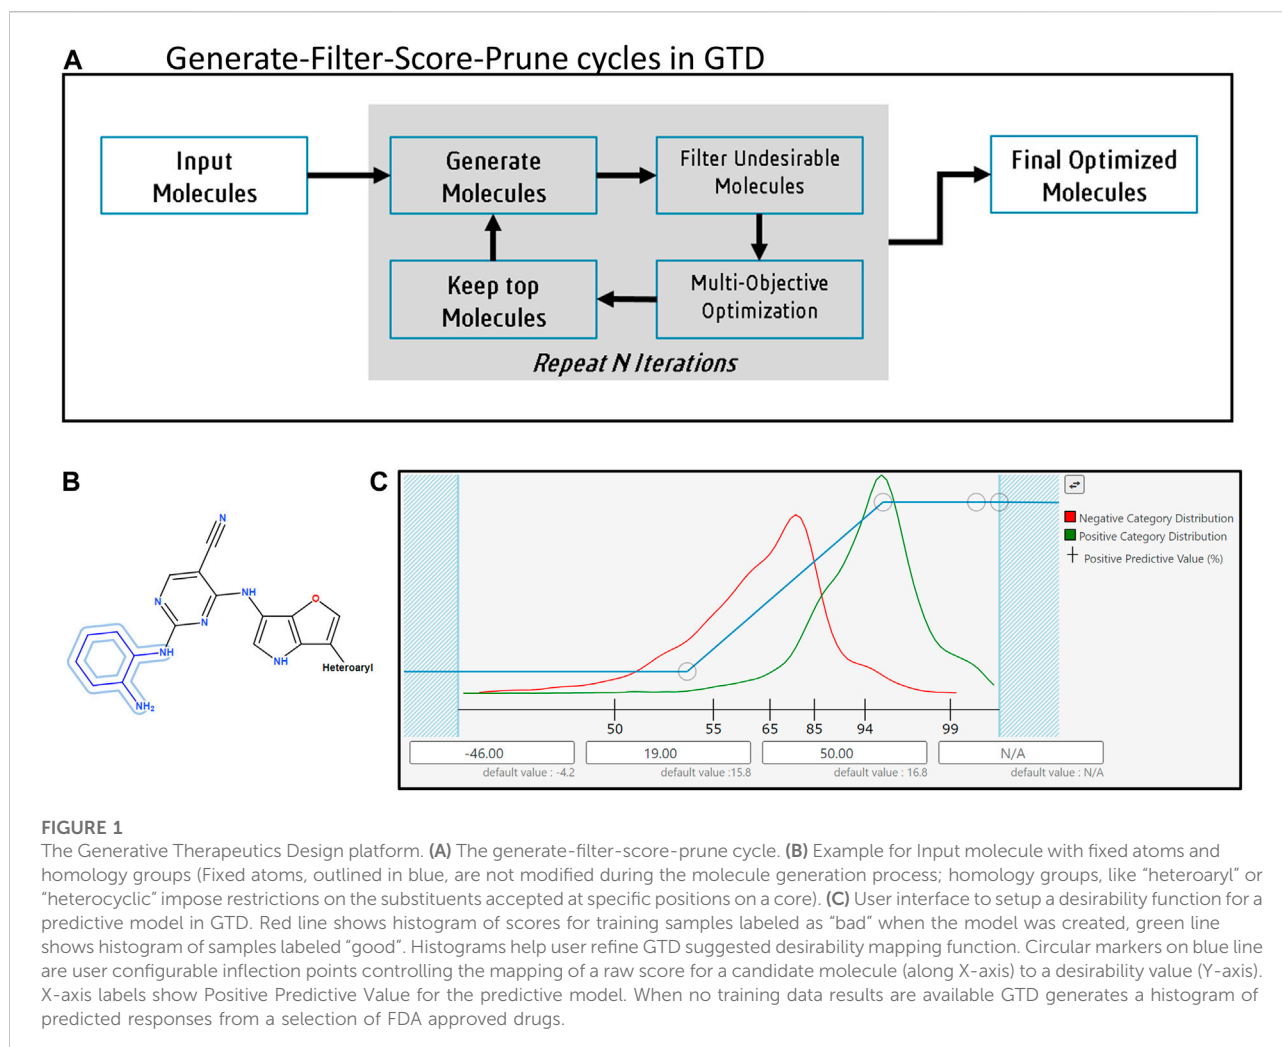 A
Generate-Filter-Score-Prune cycles in GTD
Input
Molecules
Generate
Molecules
Filter Undesirable
Molecules
Final Optimized
Molecules
Keep top
Molecules
Multi-Objective
Optimization
Repeat N Iterations
B
N
NH
O
N
N
NH
NH
Heteroaryl
NH₂
C
Negative Category Distribution
Positive Category Distribution
Positive Predictive Value (%)
50 55 65 85 94 99
-46.00 19.00 50.00 N/A
default value : -4.2 default value :15.8 default value : 16.8 default value : N/A
FIGURE 1
The Generative Therapeutics Design platform. (A) The generate-filter-score-prune cycle. (B) Example for Input molecule with fixed atoms and
homology groups (Fixed atoms, outlined in blue, are not modified during the molecule generation process; homology groups, like “heteroaryl” or
“heterocyclic” impose restrictions on the substituents accepted at specific positions on a core). (C) User interface to setup a desirability function for a
predictive model in GTD. Red line shows histogram of scores for training samples labeled as “bad” when the model was created, green line
shows histogram of samples labeled “good”. Histograms help user refine GTD suggested desirability mapping function. Circular markers on blue line
are user configurable inflection points controlling the mapping of a raw score for a candidate molecule (along X-axis) to a desirability value (Y-axis).
X-axis labels show Positive Predictive Value for the predictive model. When no training data results are available GTD generates a histogram of
predicted responses from a selection of FDA approved drugs.